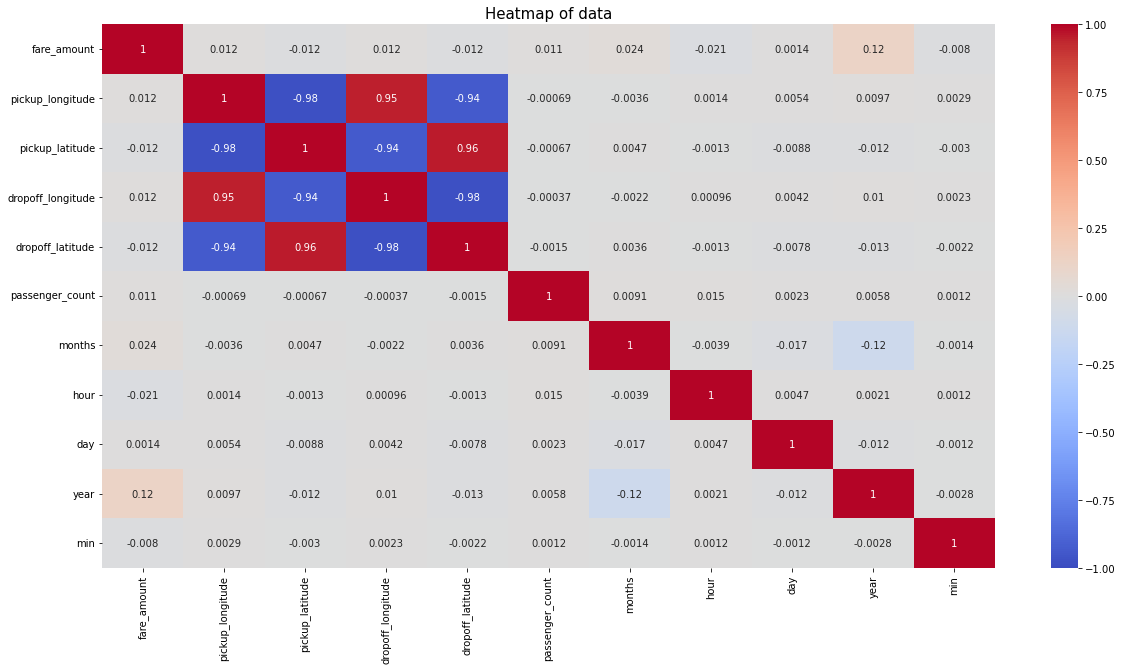 Heatmap of data
fare_amount 1 0.012 -0.012 0.012 -0.012 0.011 0.024 -0.021 0.0014 0.12 -0.008
pickup_longitude 0.012 1 -0.98 0.95 -0.94 -0.00069 -0.0036 0.0014 0.0054 0.0097 0.0029
pickup_latitude -0.012 -0.98 1 -0.94 0.96 -0.00067 0.0047 -0.0013 -0.0088 -0.012 -0.003
dropoff_longitude 0.012 0.95 -0.94 1 -0.98 -0.00037 -0.0022 0.00096 0.0042 0.01 0.0023
dropoff_latitude -0.012 -0.94 0.96 -0.98 1 -0.0015 0.0036 -0.0013 -0.0078 -0.013 -0.0022
passenger_count 0.011 -0.00069 -0.00067 -0.00037 -0.0015 1 0.0091 0.015 0.0023 0.0058 0.0012
months 0.024 -0.0036 0.0047 -0.0022 0.0036 0.0091 1 -0.0039 -0.017 -0.12 -0.0014
hour -0.021 0.0014 -0.0013 0.00096 -0.0013 0.015 -0.0039 1 0.0047 0.0021 0.0012
day 0.0014 0.0054 -0.0088 0.0042 -0.0078 0.0023 -0.017 0.0047 1 -0.012 -0.0012
year 0.12 0.0097 -0.012 0.01 -0.013 0.0058 -0.12 0.0021 -0.012 1 -0.0028
min -0.008 0.0029 -0.003 0.0023 -0.0022 0.0012 -0.0014 0.0012 -0.0012 -0.0028 1
fare_amount
pickup_longitude
pickup_latitude
dropoff_longitude
dropoff_latitude
passenger_count
months
hour
day
year
min
1.00
0.75
0.50
0.25
0.00
−0.25
−0.50
−0.75
−1.00